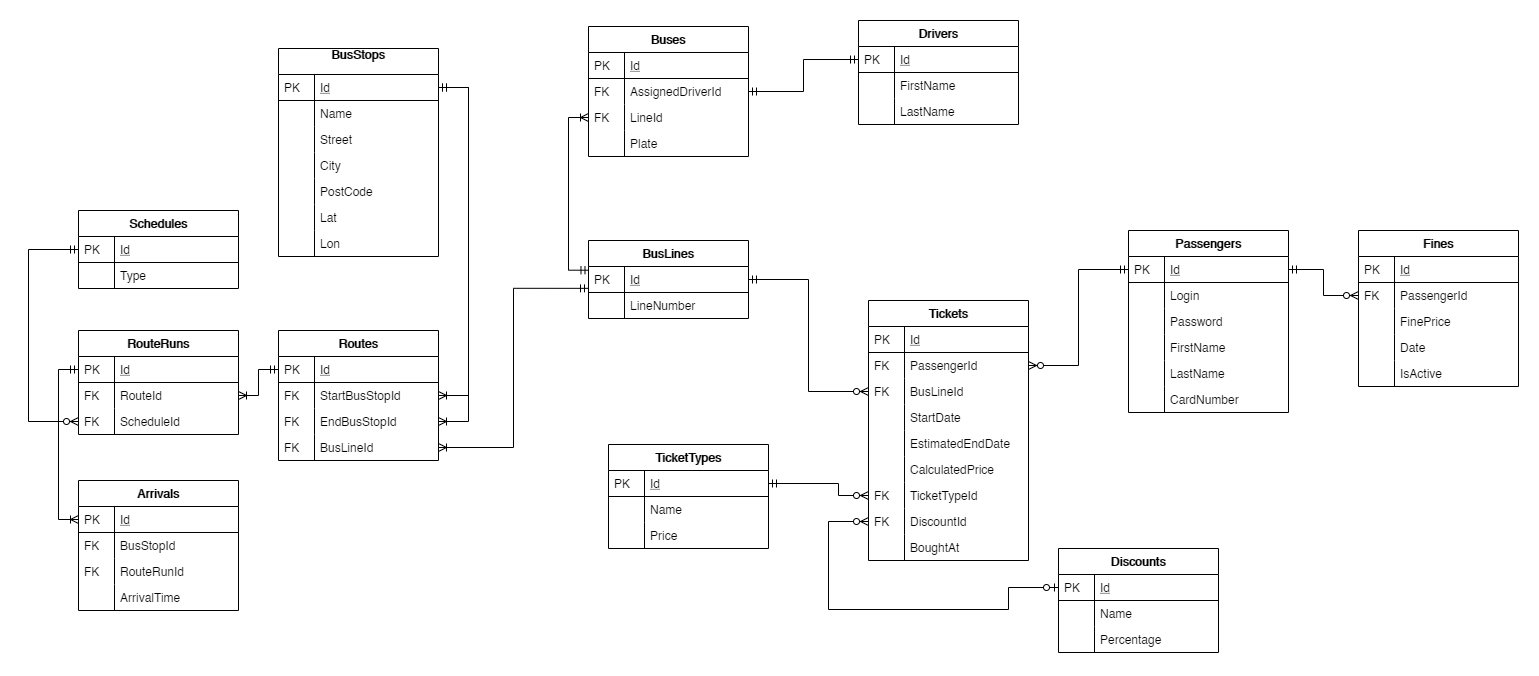 BusStops
PK Id
Name
Street
City
PostCode
Lat
Lon
Buses
PK Id
FK AssignedDriverId
FK LineId
Plate
Drivers
PK Id
FirstName
LastName
Schedules
PK Id
Type
BusLines
PK Id
LineNumber
Passengers
PK Id
Login
Password
FirstName
LastName
CardNumber
Fines
PK Id
FK PassengerId
FinePrice
Date
IsActive
RouteRuns
PK Id
FK RouteId
FK ScheduleId
Routes
PK Id
FK StartBusStopId
FK EndBusStopId
FK BusLineId
Tickets
PK Id
FK PassengerId
FK BusLineId
StartDate
EstimatedEndDate
CalculatedPrice
FK TicketTypeId
FK DiscountId
BoughtAt
TicketTypes
PK Id
Name
Price
Arrivals
PK Id
FK BusStopId
FK RouteRunId
ArrivalTime
Discounts
PK Id
Name
Percentage